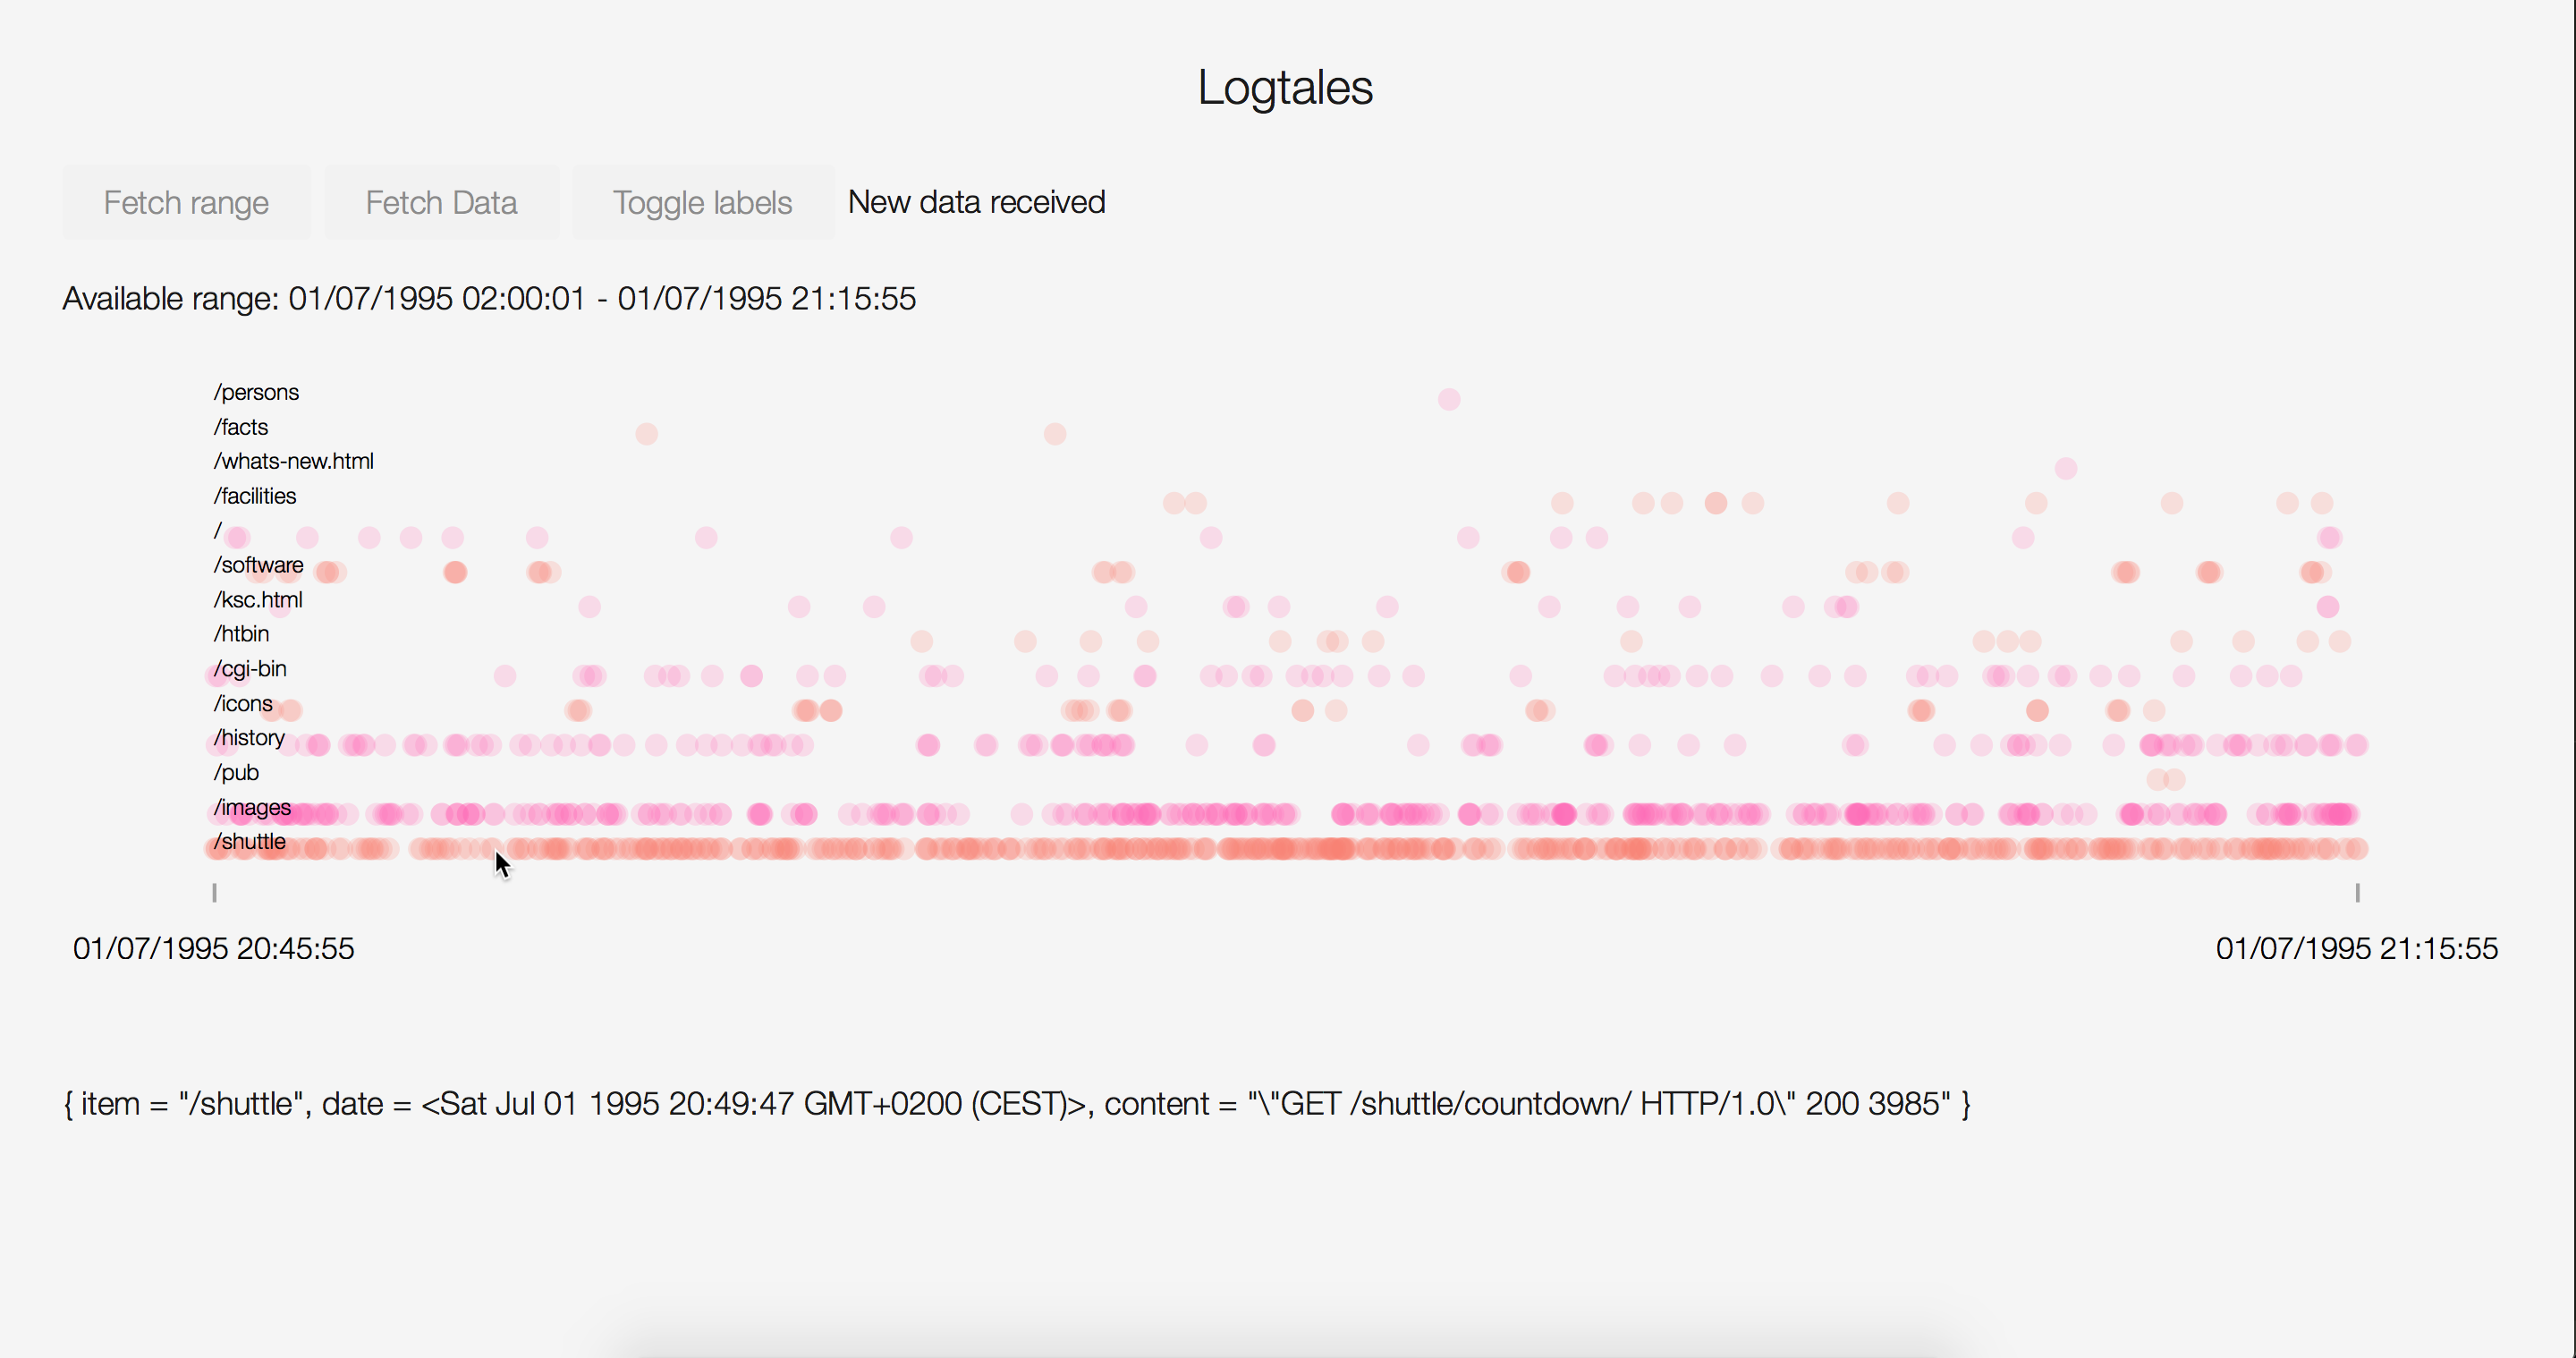 Logtales
Fetch range Fetch Data Toggle labels New data received
Available range: 01/07/1995 02:00:01 - 01/07/1995 21:15:55
/persons
/facts
/whats-new.html
/facilities
/
/software
/ksc.html
/htbin
/cgi-bin
/icons
/history
/pub
/images
/shuttle
01/07/1995 20:45:55 01/07/1995 21:15:55
{ item = "/shuttle", date = <Sat Jul 01 1995 20:49:47 GMT+0200 (CEST)>, content = "\"GET /shuttle/countdown/ HTTP/1.0\" 200 3985" }